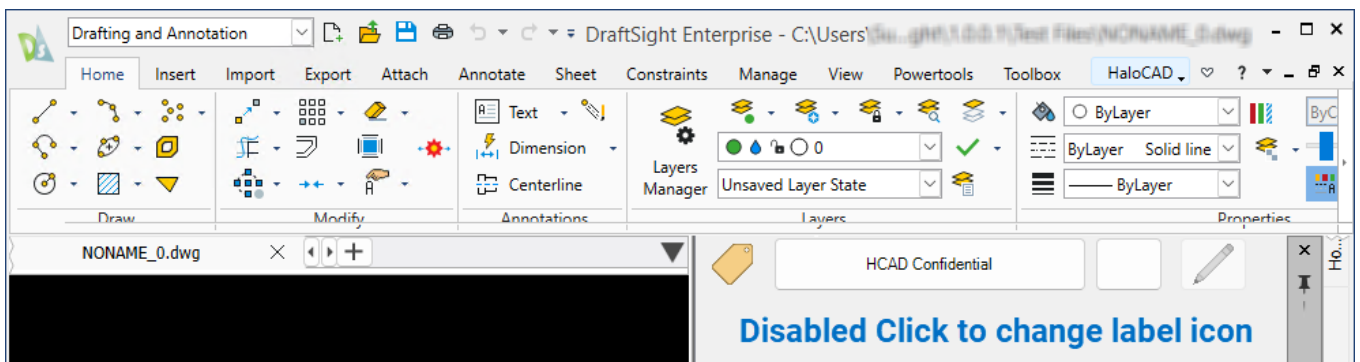 Drafting and Annotation DraftSight Enterprise - C:\Users\
Home Insert Import Export Attach Annotate Sheet Constraints Manage View Powertools Toolbox HaloCAD ?
Text ByLayer ByC
Dimension 0 ByLayer Solid line
Layers
Centerline Manager Unsaved Layer State ByLayer
Draw Modify Annotations Layers Properties
NONAME_0.dwg HCAD Confidential Ho...
Disabled Click to change label icon